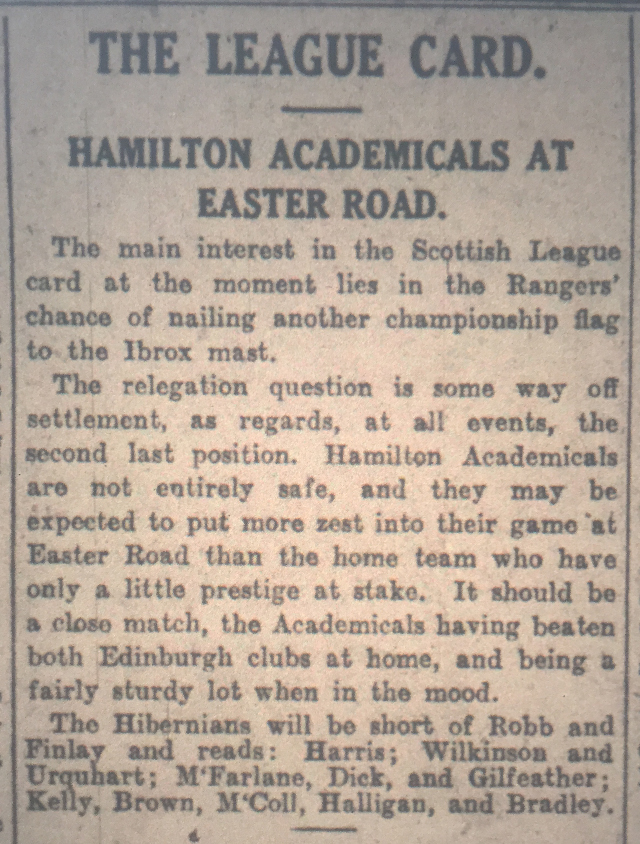 THE LEAGUE CARD.
HAMILTON ACADEMICALS AT
EASTER ROAD.
The main interest in the Scottish League
card at the moment lies in the Rangers'
chance of nailing another championship flag
to the Ibrox mast.
The relegation question is some way off
settlement, as regards, at all events, the
second last position. Hamilton Academicals
are not entirely safe, and they may be
expected to put more zest into their game at
Easter Road than the home team who have
only a little prestige at stake. It should be
a close match, the Academicals having beaten
both Edinburgh clubs at home, and being a
fairly sturdy lot when in the mood.
The Hibernians will be short of Robb and
Finlay and reads: Harris; Wilkinson and
Urquhart; M'Farlane, Dick, and Gilfeather;
Kelly, Brown, M'Coll, Halligan, and Bradley.